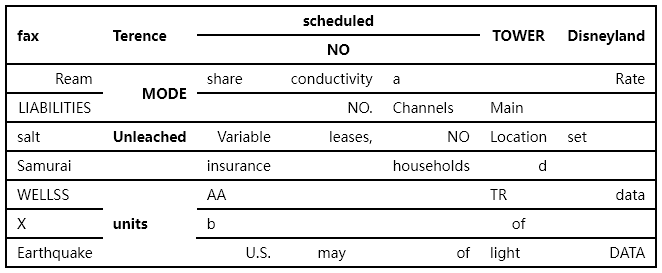 fax Terence scheduled TOWER Disneyland
NO
Ream MODE share conductivity a Rate
LIABILITIES NO. Channels Main
salt Unleached Variable leases, NO Location set
Samurai insurance households d
WELLSS units AA TR data
X b of
Earthquake U.S. may of light DATA